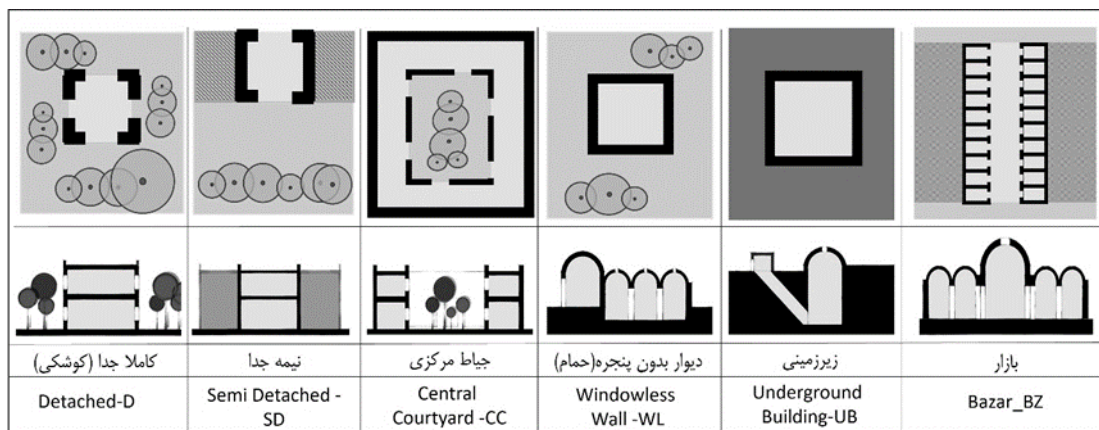 کاملا جدا (کوشکی)
نیمه جدا
جیاط مرکزی
دیوار بدون پنجره(حمام)
زیرزمینی
بازار
Detached-D
Semi Detached -
SD
Central
Courtyard -CC
Windowless
Wall -WL
Underground
Building-UB
Bazar_BZ